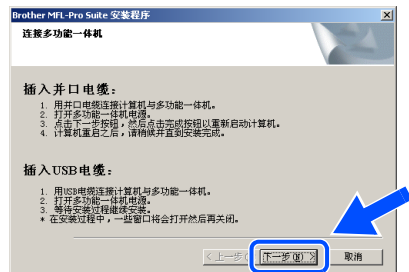 Brother MFL-Pro Suite 安装程序
连接多功能一体机
插入并口电缆：
1. 用并口电缆连接计算机与多功能一体机。
2. 打开多功能一体机电源。
3. 点击下一步按钮，然后点击完成按钮以重新启动计算机。
4. 计算机重启之后，请稍候并直到安装完成。
插入USB电缆：
1. 用USB电缆连接计算机与多功能一体机。
2. 打开多功能一体机电源。
3. 等待安装过程继续安装。
* 在安装过程中，一些窗口将会打开然后再关闭。
< 上一步( 下一步(N) > 取消